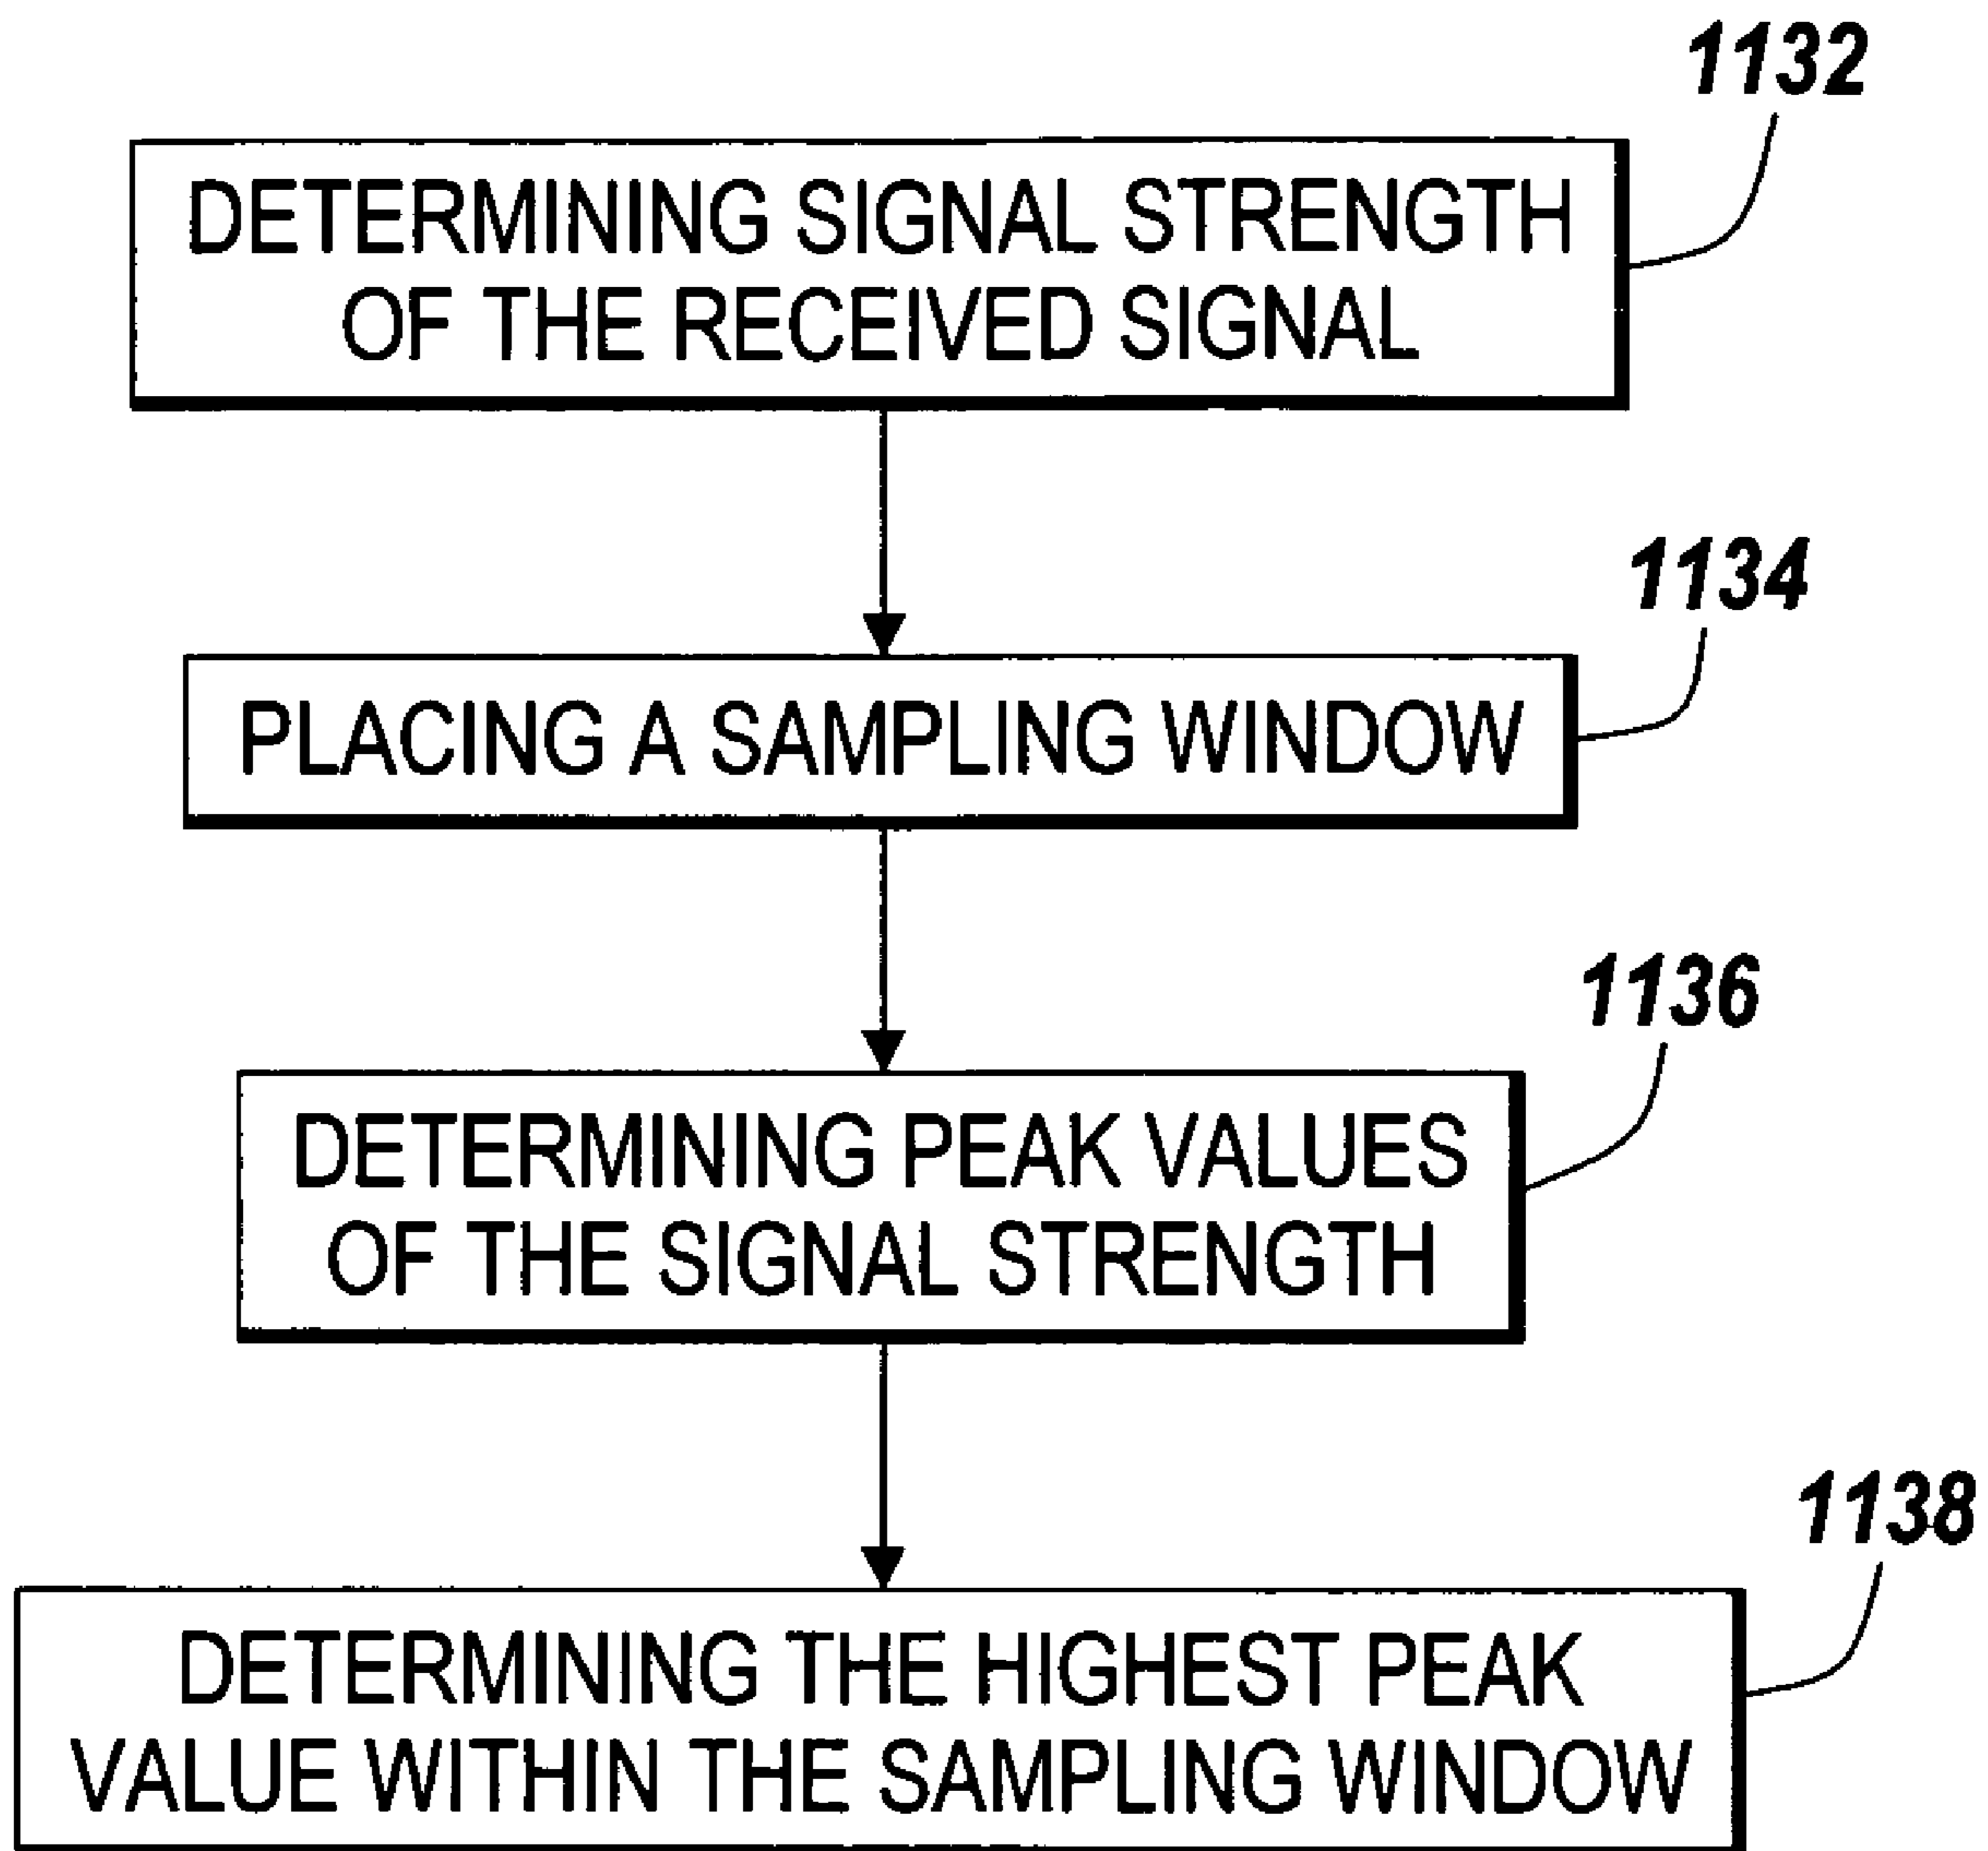 1132
DETERMINING SIGNAL STRENGTH
OF THE RECEIVED SIGNAL
1134
PLACING A SAMPLING WINDOW
1136
DETERMINING PEAK VALUES
OF THE SIGNAL STRENGTH
1138
DETERMINING THE HIGHEST PEAK
VALUE WITHIN THE SAMPLING WINDOW